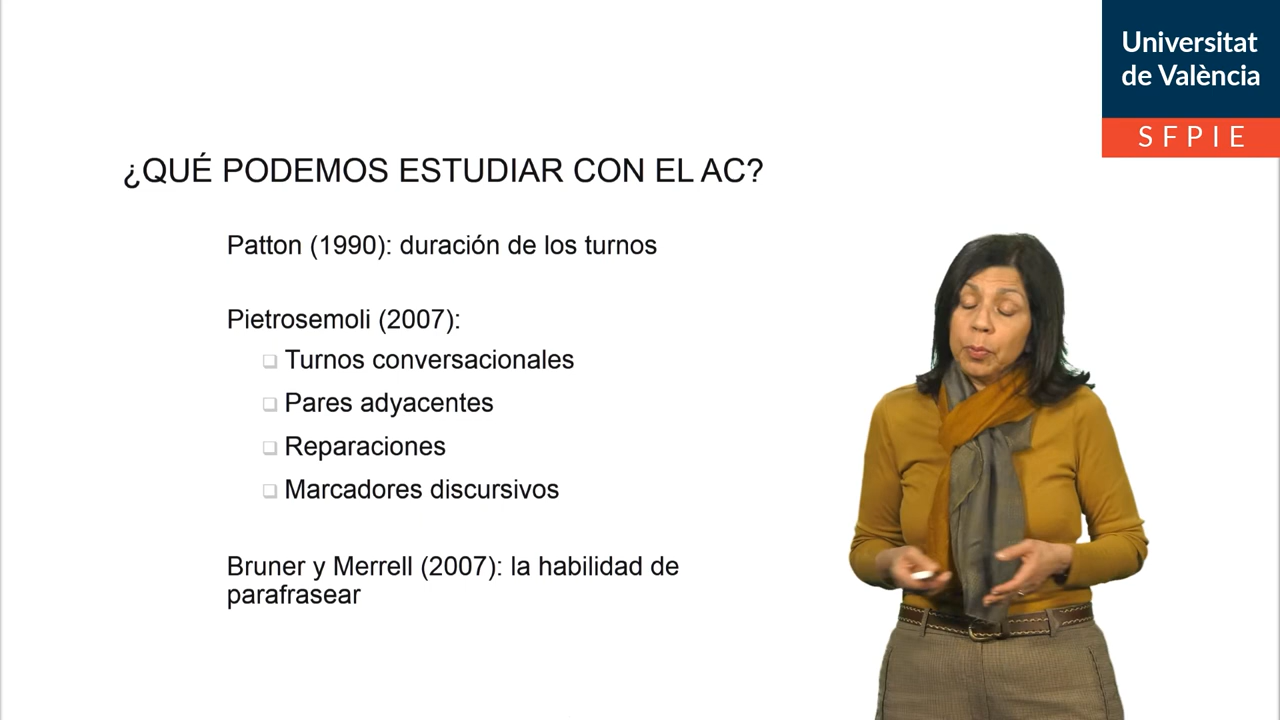 Universitat
de València
SFPIE
¿QUÉ PODEMOS ESTUDIAR CON EL AC?
Patton (1990): duración de los turnos
Pietrosemoli (2007):
Turnos conversacionales
Pares adyacentes
Reparaciones
Marcadores discursivos
Bruner y Merrell (2007): la habilidad de
parafrasear